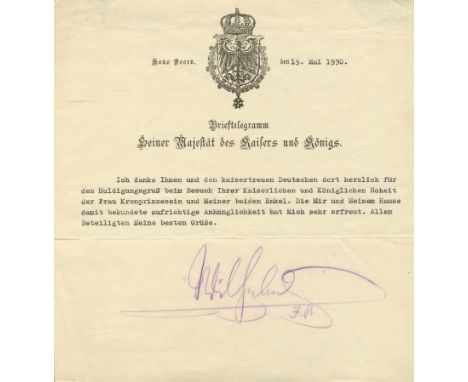 Haus Doorn, den 15. Mai 1930.
Brieftelegramm
Seiner Majestät des Kaisers und Königs.
Ich danke Ihnen und den kaisertreuen Deutschen dort herzlich für
den Huldigungsgruß beim Besuch Ihrer Kaiserlichen und Königlichen Hoheit
der Frau Kronprinzessin und Meiner beiden Enkel. Die Mir und Meinem Hause
damit bekundete aufrichtige Anhänglichkeit hat Mich sehr erfreut. Allen
Beteiligten Meine besten Grüße.
Wilhelm
I.R.